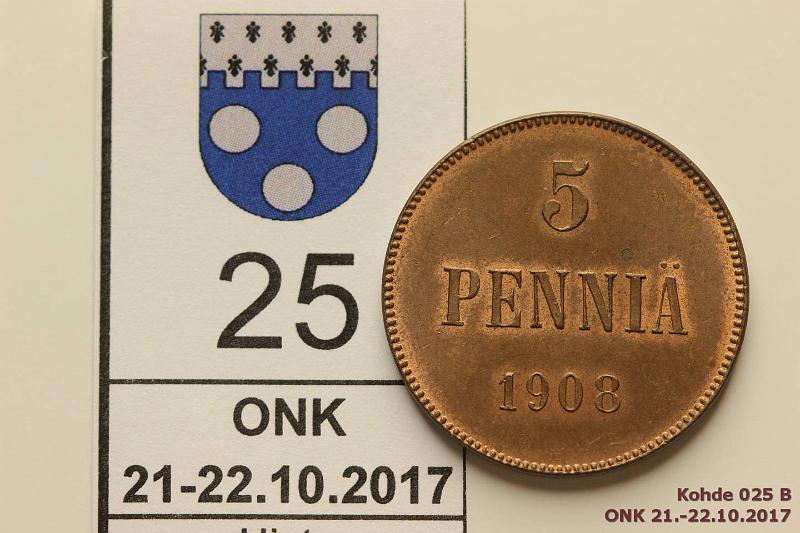 25
ONK
21-22.10.2017
5
PENNIÄ
1908
Kohde 025 B
ONK 21.-22.10.2017